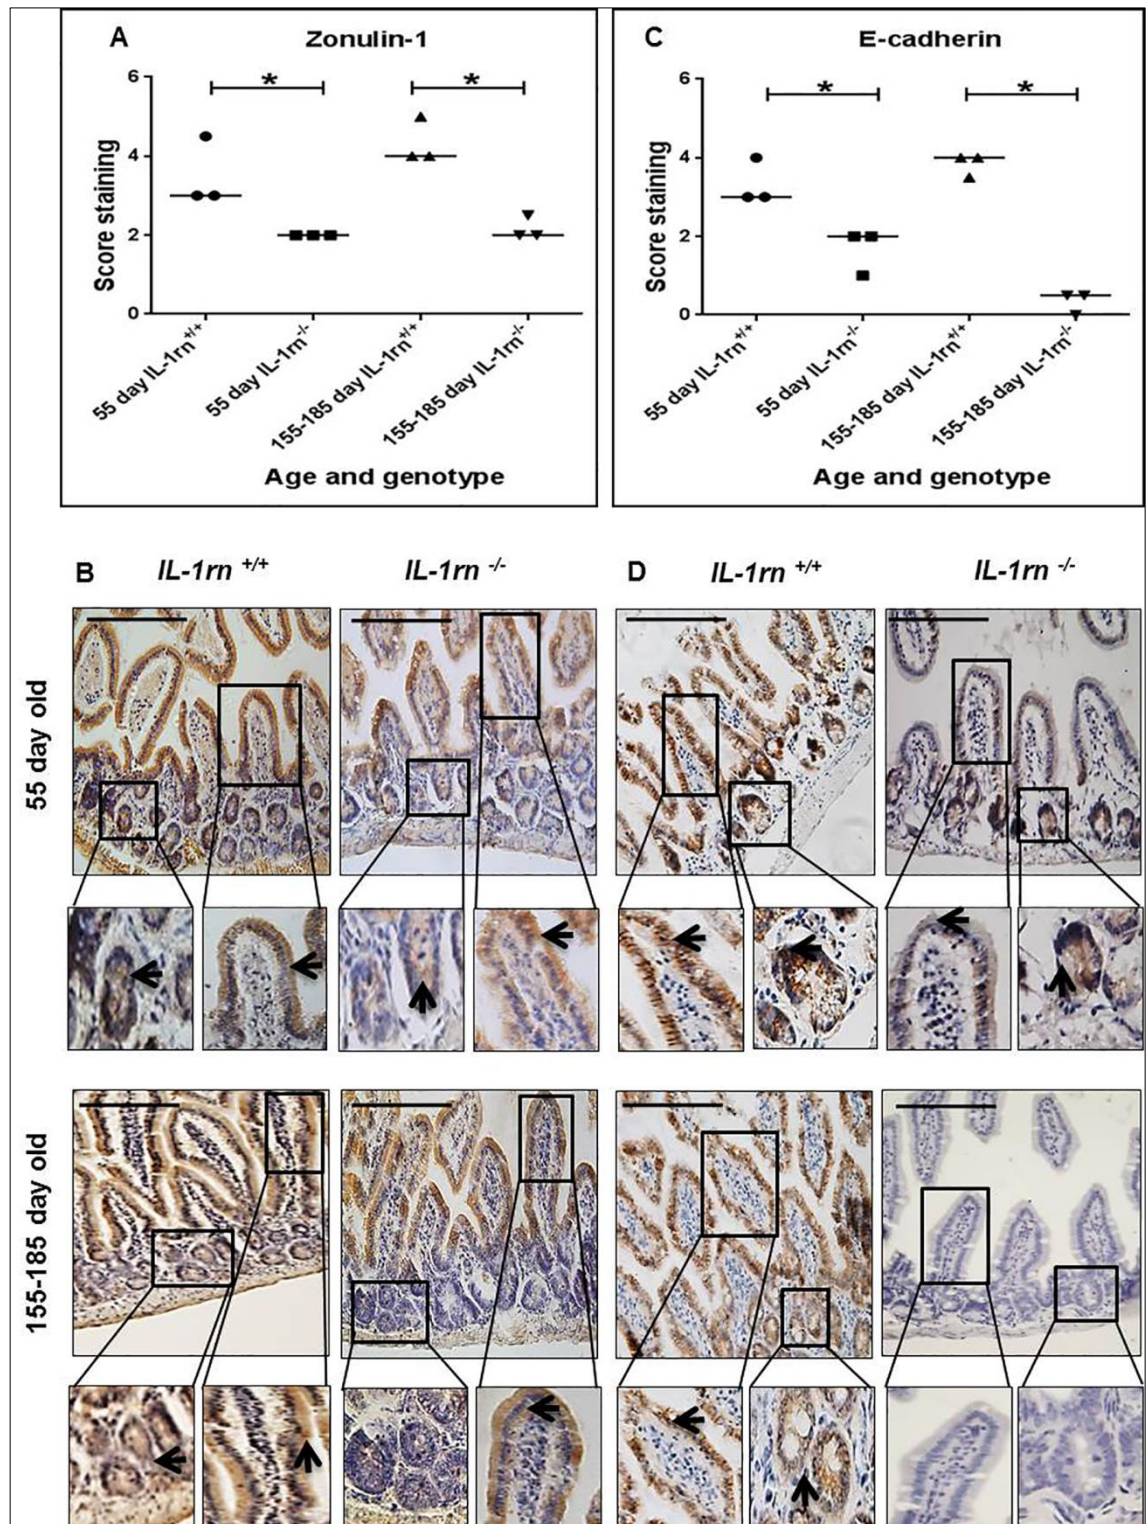 A
Zonulin-1
*
*
6
4
2
0
Score staining
55 day IL-1rn+/+
55 day IL-1rn-/-
155-185 day IL-1rn+/+
155-185 day IL-1rn-/-
Age and genotype
C
E-cadherin
*
*
6
4
2
0
Score staining
55 day IL-1rn+/+
55 day IL-1rn-/-
155-185 day IL-1rn+/+
155-185 day IL-1rn-/-
Age and genotype
B
IL-1rn +/+
IL-1rn -/-
D
IL-1rn +/+
IL-1rn -/-
55 day old
155-185 day old